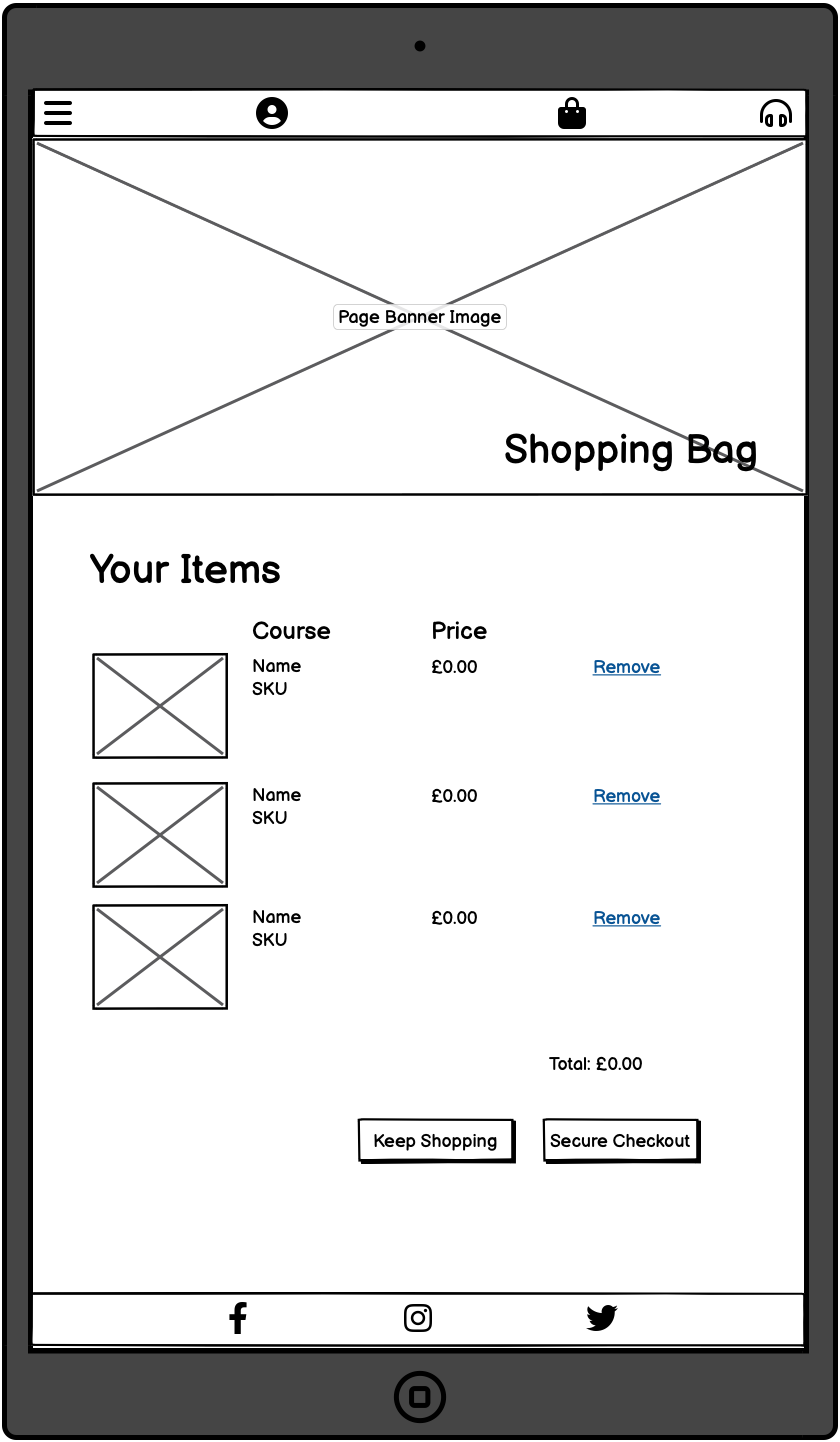 Page Banner Image
Shopping Bag
Your Items
Course Price
Name £0.00 Remove
SKU
Name £0.00 Remove
SKU
Name £0.00 Remove
SKU
Total: £0.00
Keep Shopping Secure Checkout